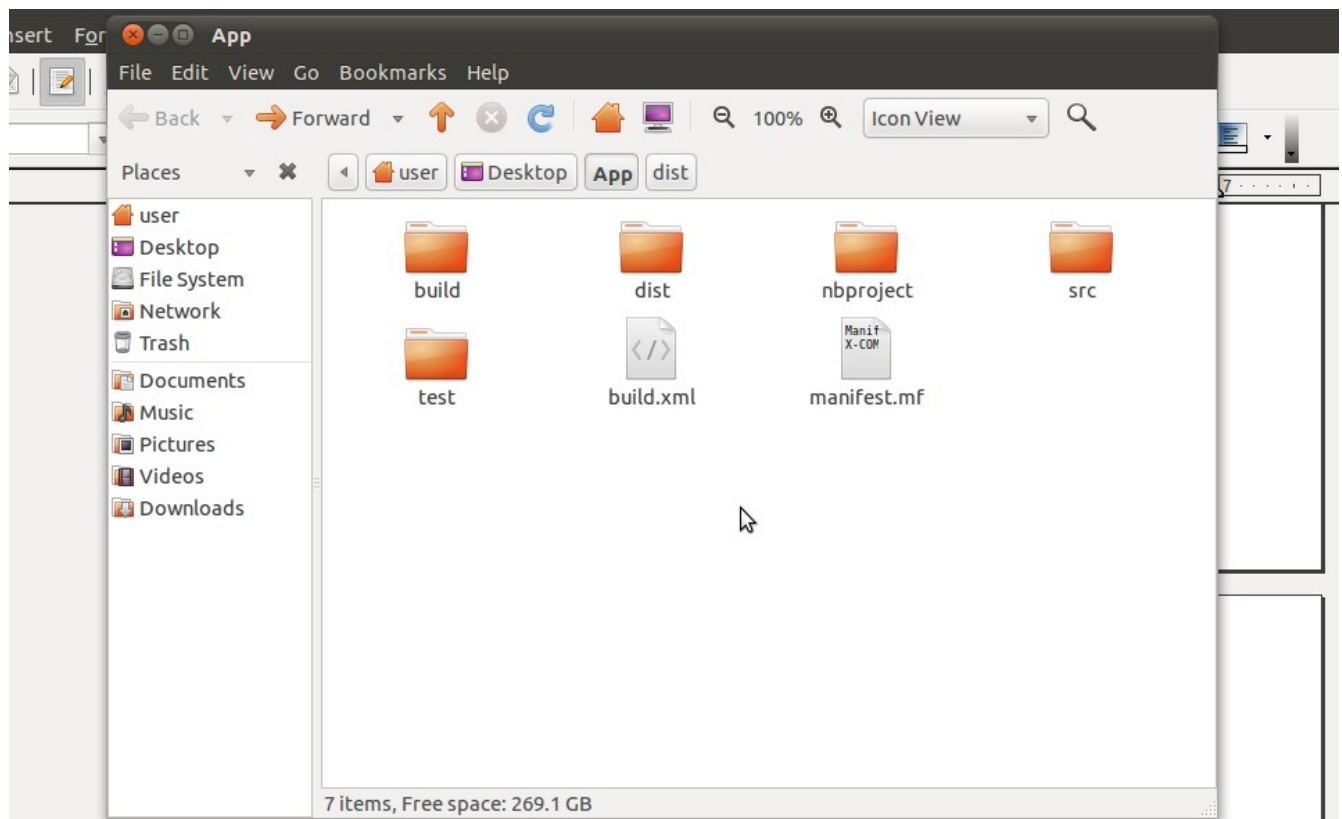 nsert For
App
File Edit View Go Bookmarks Help
Back Forward 100% Icon View
Places user Desktop App dist
7
user
Desktop
File System
Network
Trash
Documents
Music
Pictures
Videos
Downloads
build dist nbproject src
Manif
X-COM
test build.xml manifest.mf
7 items, Free space: 269.1 GB